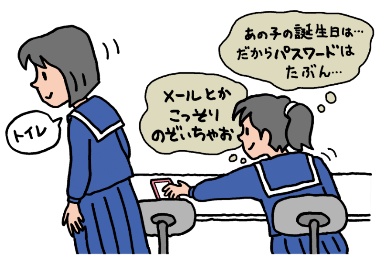 あの子の誕生日は…
だからパスワードは
たぶん…
メールとか
こっそり
のぞいちゃお
トイレ